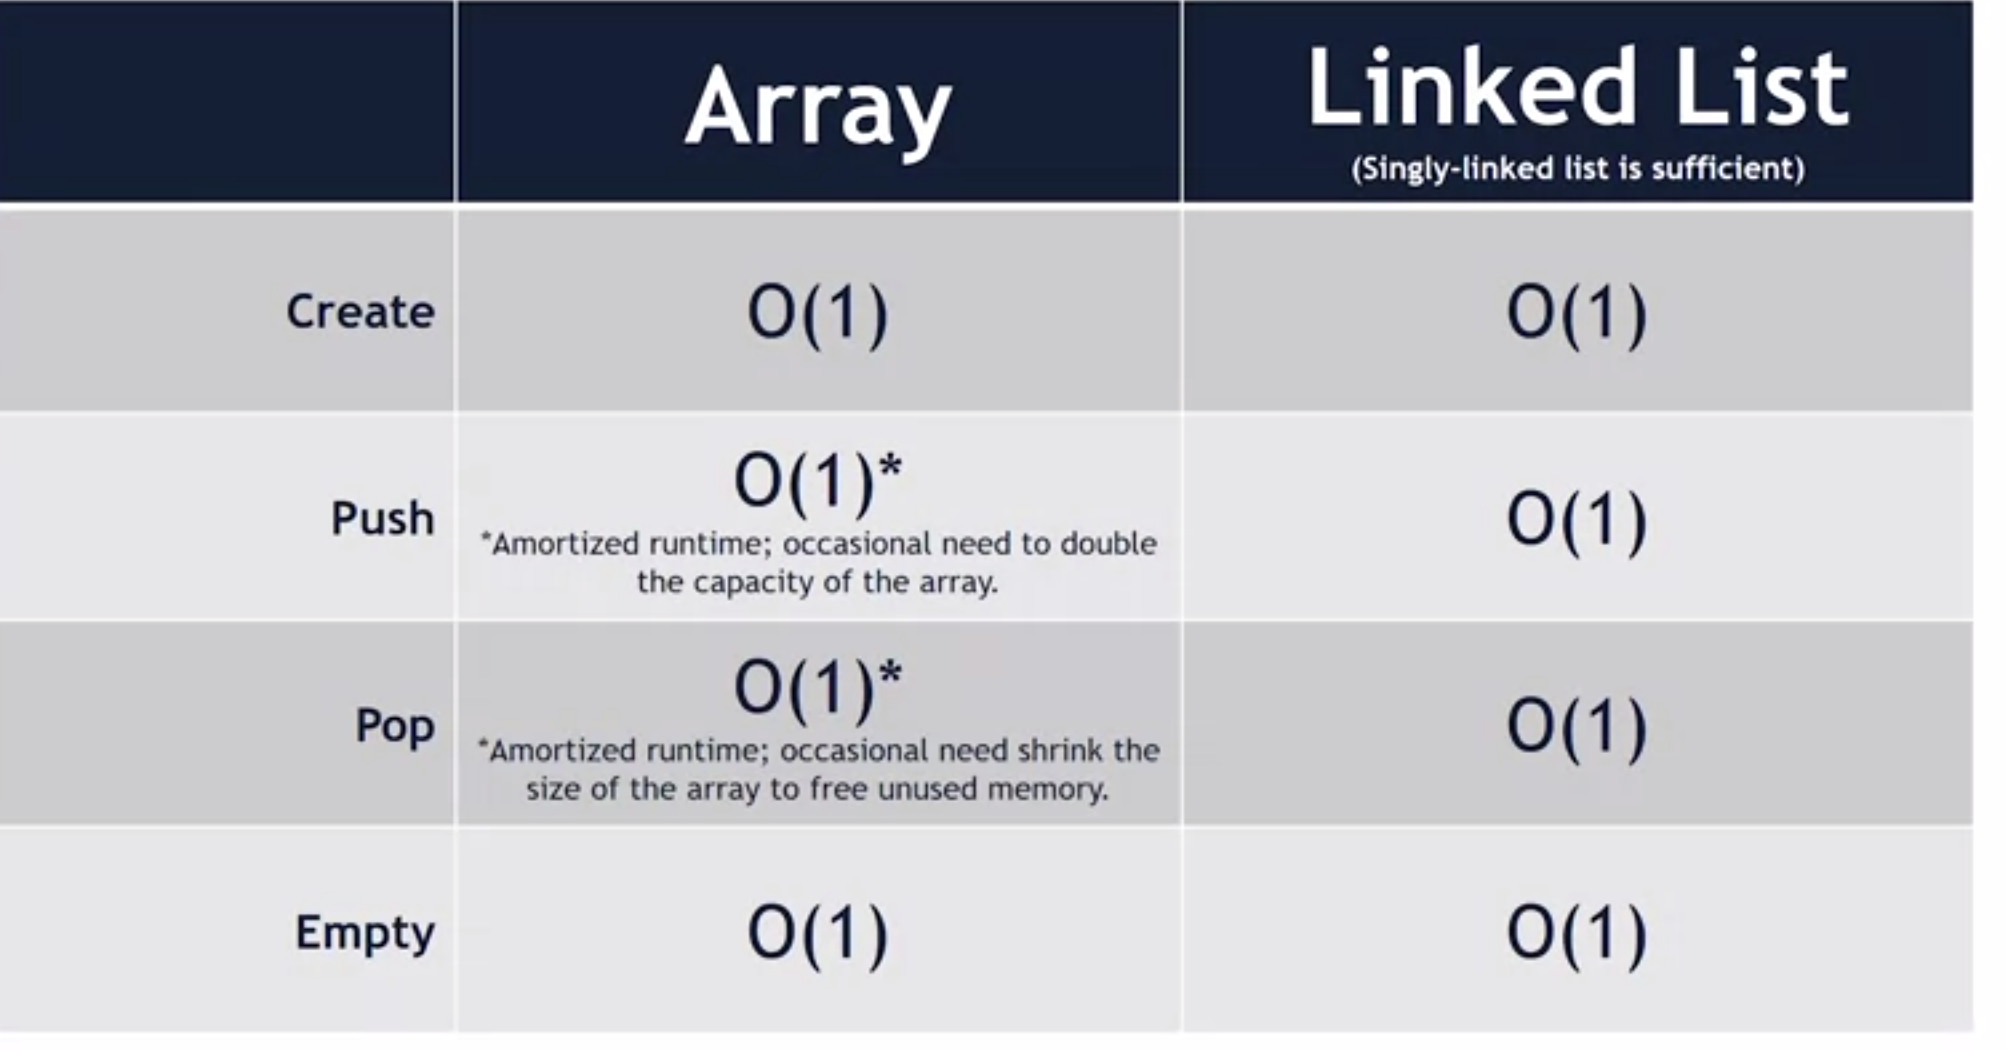 Array
Linked List
(Singly-linked list is sufficient)
Create
O(1)
O(1)
Push
O(1)*
*Amortized runtime; occasional need to double
the capacity of the array.
O(1)
Pop
O(1)*
*Amortized runtime; occasional need shrink the
size of the array to free unused memory.
O(1)
Empty
O(1)
O(1)